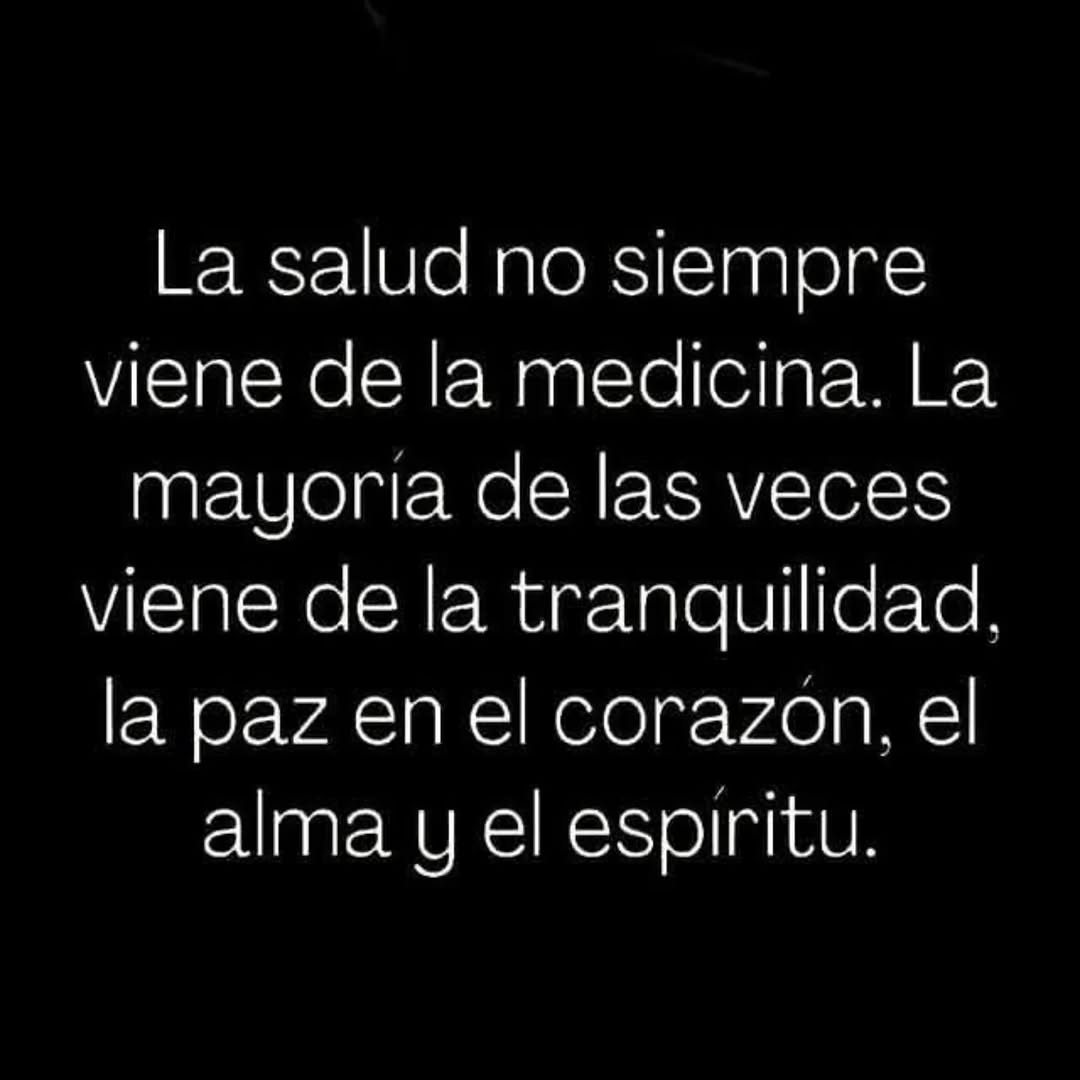 La salud no siempre
viene de la medicina. La
mayoría de las veces
viene de la tranquilidad,
la paz en el corazón, el
alma y el espíritu.